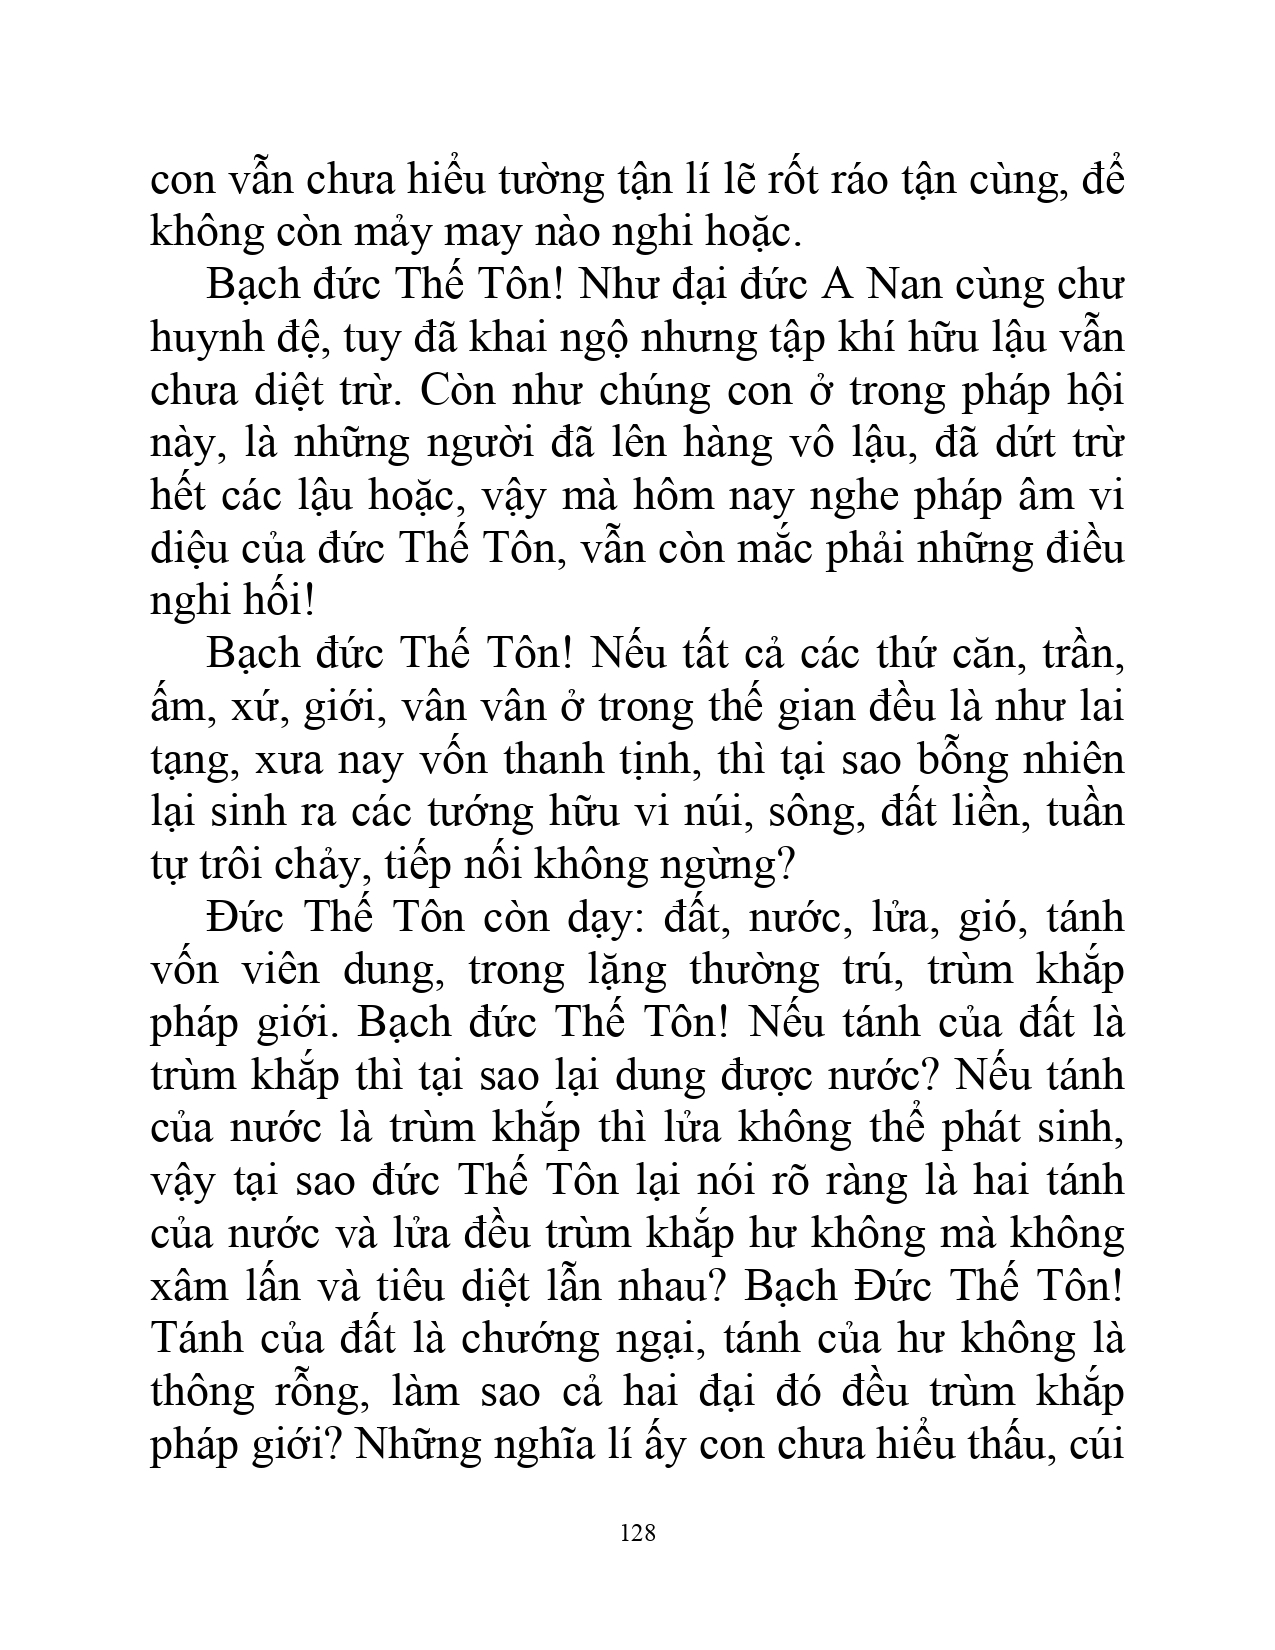 con vẫn chưa hiểu tường tận lí lẽ rốt ráo tận cùng, để
không còn mảy may nào nghi hoặc.
Bạch đức Thế Tôn! Như đại đức A Nan cùng chư
huynh đệ, tuy đã khai ngộ nhưng tập khí hữu lậu vẫn
chưa diệt trừ. Còn như chúng con ở trong pháp hội
này, là những người đã lên hàng vô lậu, đã dứt trừ
hết các lậu hoặc, vậy mà hôm nay nghe pháp âm vi
diệu của đức Thế Tôn, vẫn còn mắc phải những điều
nghi hối!
Bạch đức Thế Tôn! Nếu tất cả các thứ căn, trần,
ấm, xứ, giới, vân vân ở trong thế gian đều là như lai
tạng, xưa nay vốn thanh tịnh, thì tại sao bỗng nhiên
lại sinh ra các tướng hữu vi núi, sông, đất liền, tuần
tự trôi chảy, tiếp nối không ngừng?
Đức Thế Tôn còn dạy: đất, nước, lửa, gió, tánh
vốn viên dung, trong lặng thường trú, trùm khắp
pháp giới. Bạch đức Thế Tôn! Nếu tánh của đất là
trùm khắp thì tại sao lại dung được nước? Nếu tánh
của nước là trùm khắp thì lửa không thể phát sinh,
vậy tại sao đức Thế Tôn lại nói rõ ràng là hai tánh
của nước và lửa đều trùm khắp hư không mà không
xâm lấn và tiêu diệt lẫn nhau? Bạch Đức Thế Tôn!
Tánh của đất là chướng ngại, tánh của hư không là
thông rỗng, làm sao cả hai đại đó đều trùm khắp
pháp giới? Những nghĩa lí ấy con chưa hiểu thấu, cúi
128